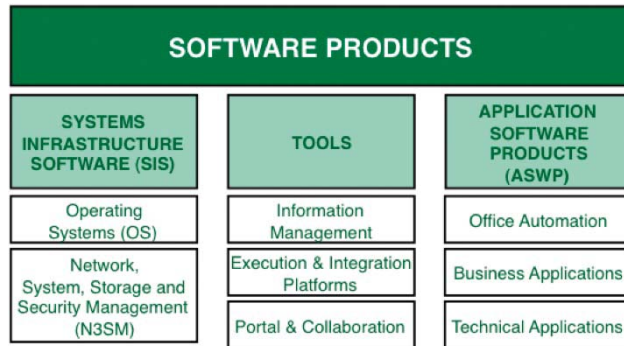 SOFTWARE PRODUCTS
SYSTEMS
INFRASTRUCTURE
SOFTWARE (SIS)
Operating
Systems (OS)
Network,
System, Storage and
Security Management
(N3SM)
TOOLS
Information
Management
Execution & Integration
Platforms
Portal & Collaboration
APPLICATION
SOFTWARE
PRODUCTS
(ASWP)
Office Automation
Business Applications
Technical Applications